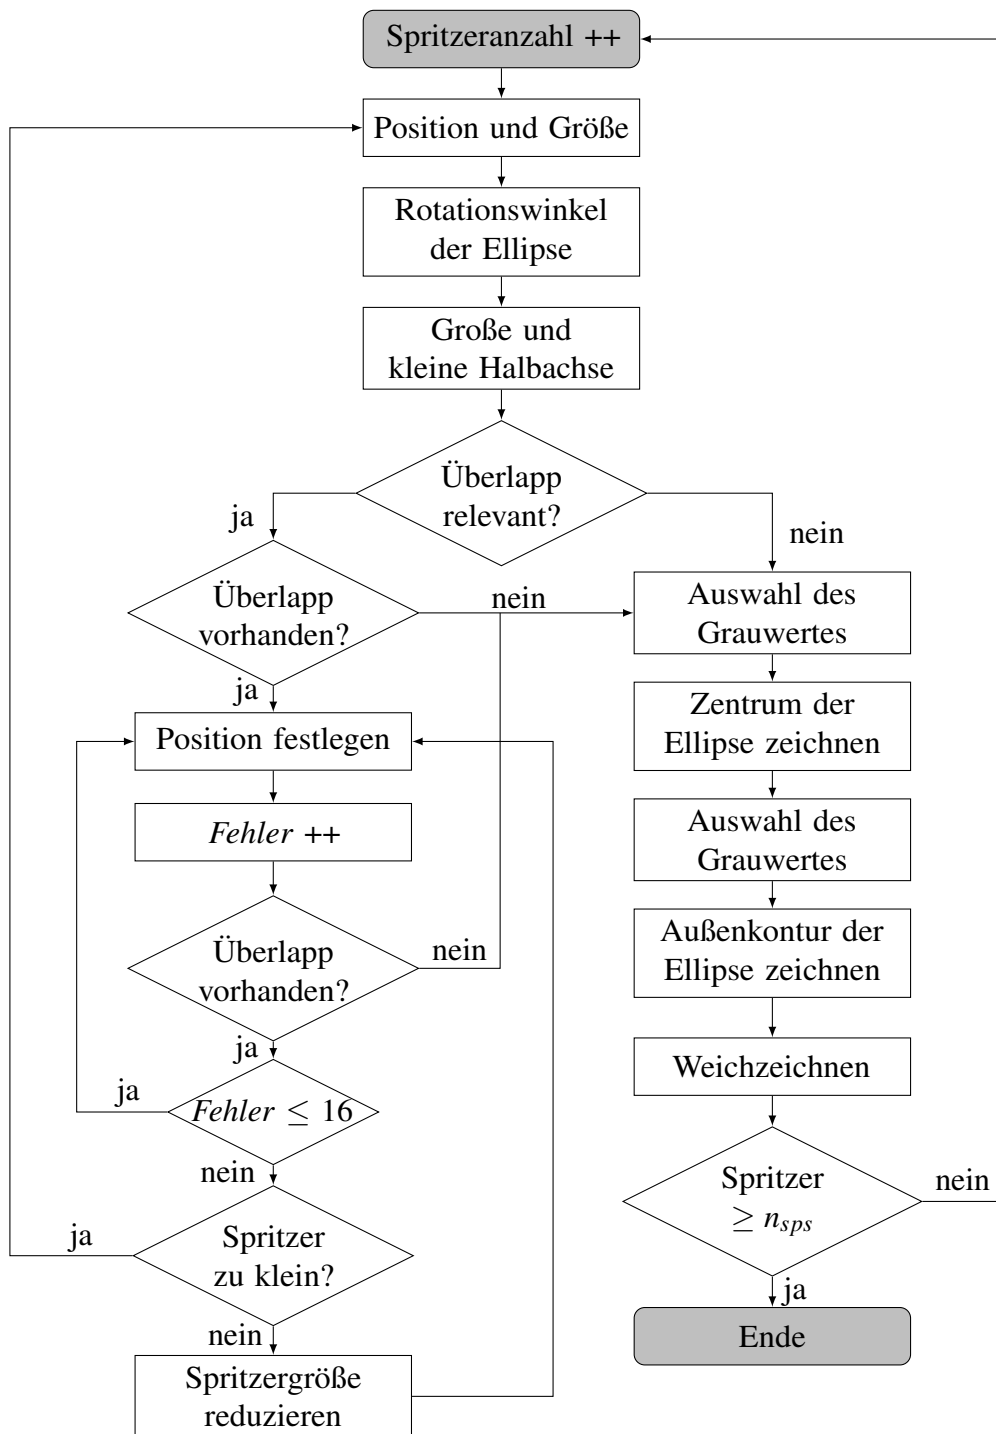 Spritzeranzahl ++
Position und Größe
Rotationswinkel
der Ellipse
Große und
kleine Halbachse
Überlapp
relevant?
ja
nein
Überlapp
vorhanden?
nein
ja
Auswahl des
Grauwertes
Position festlegen
Zentrum der
Ellipse zeichnen
Fehler ++
Auswahl des
Grauwertes
Überlapp
vorhanden?
nein
ja
Außenkontur der
Ellipse zeichnen
Fehler ≤ 16
ja
nein
Weichzeichnen
Spritzer
zu klein?
ja
nein
Spritzer
≥ n_{sps}
nein
ja
Spritzergröße
reduzieren
Ende